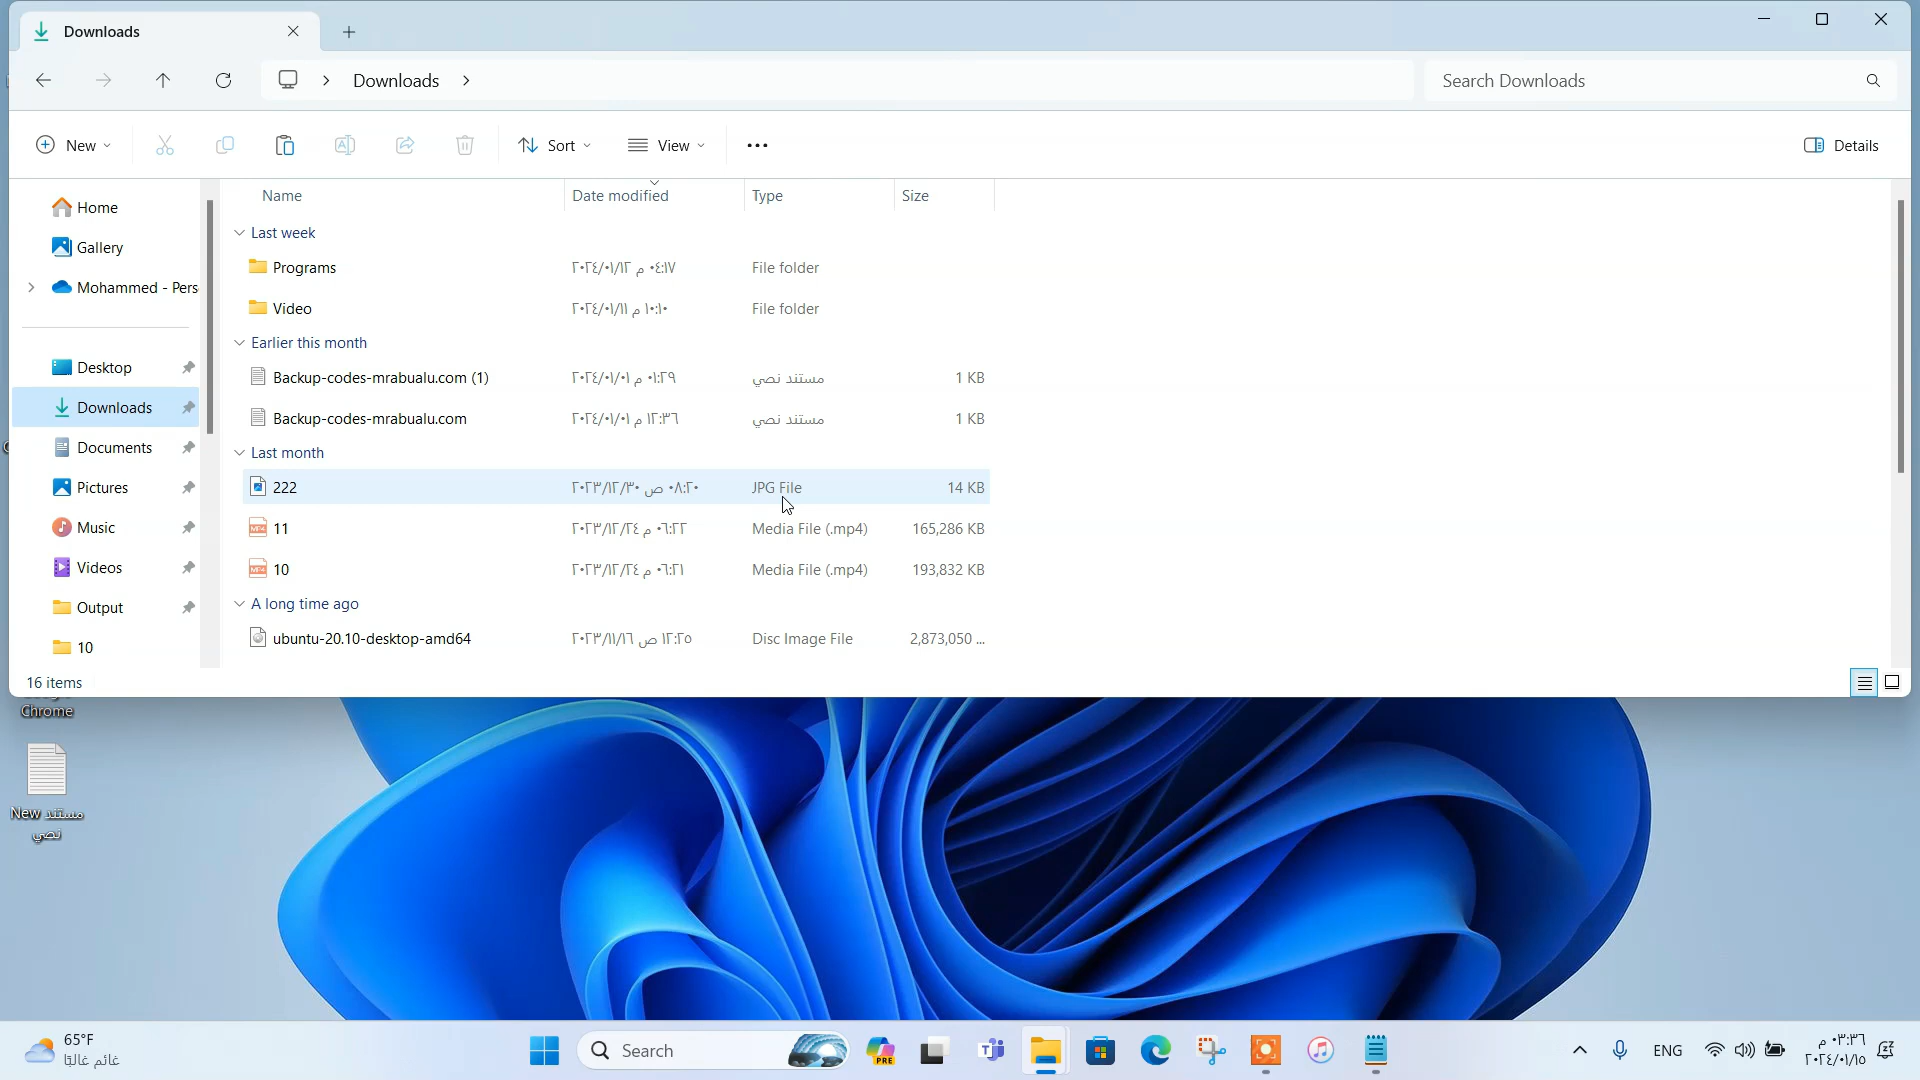 Downloads
Downloads
Search Downloads
New
Sort
View
Details
Name Date modified Type Size
Home
Gallery
Mohammed - Pers
Desktop
Downloads
Documents
Pictures
Music
Videos
Output
10
Last week
Programs ٢٠٢٤/٠١/١٢ م ٠٤:١٧ File folder
Video ٢٠٢٤/٠١/١١ م ١٠:١٠ File folder
Earlier this month
Backup-codes-mrabualu.com (1) ٢٠٢٤/٠١/٠١ م ٠١:٢٩ مستند نصي 1 KB
Backup-codes-mrabualu.com ٢٠٢٤/٠١/٠١ م ١٢:٣٦ مستند نصي 1 KB
Last month
222 ٢٠٢٣/١٢/٣٠ ص ٠٨:٢٠ JPG File 14 KB
11 ٢٠٢٣/١٢/٢٤ م ٠٦:٢٢ Media File (.mp4) 165,286 KB
10 ٢٠٢٣/١٢/٢٤ م ٠٦:٢١ Media File (.mp4) 193,832 KB
A long time ago
ubuntu-20.10-desktop-amd64 ٢٠٢٣/١١/١٦ ص ١٢:٢٥ Disc Image File 2,873,050 ...
16 items
Chrome
New مستند
نصي
65°F
غائم غالبًا
Search
PRE
ENG
٠٣:٣٦ م
٢٠٢٤/٠١/١٥